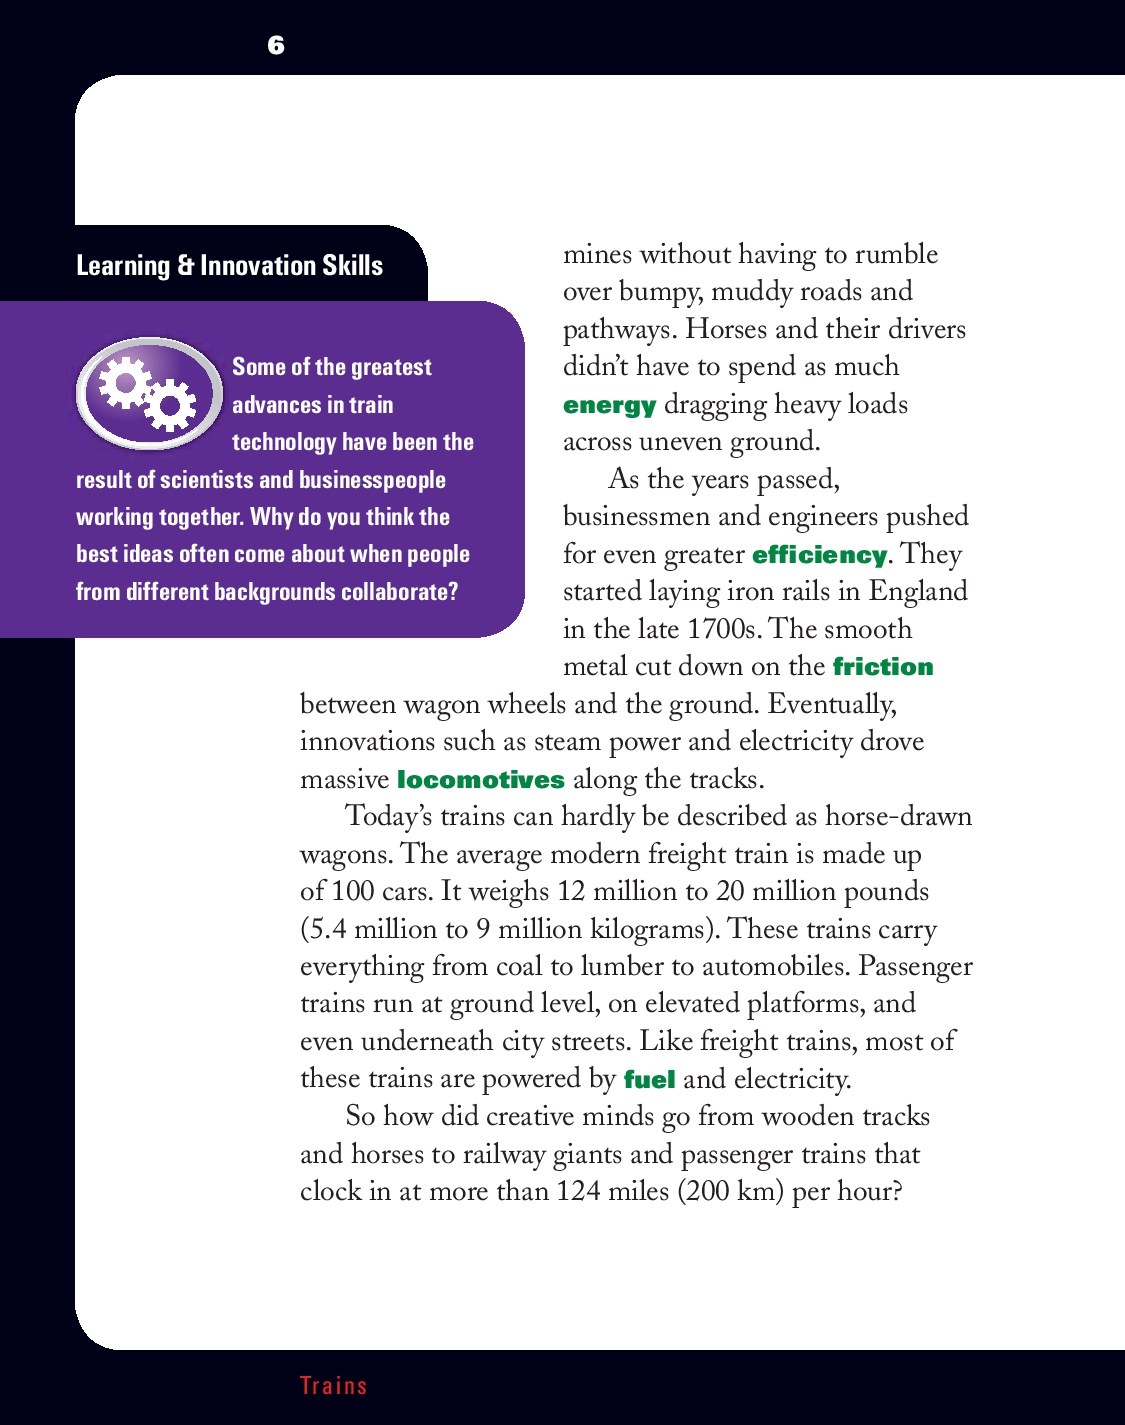 6
Learning & Innovation Skills
Some of the greatest
advances in train
technology have been the
result of scientists and businesspeople
working together. Why do you think the
best ideas often come about when people
from different backgrounds collaborate?
mines without having to rumble
over bumpy, muddy roads and
pathways. Horses and their drivers
didn’t have to spend as much
energy dragging heavy loads
across uneven ground.
As the years passed,
businessmen and engineers pushed
for even greater efficiency. They
started laying iron rails in England
in the late 1700s. The smooth
metal cut down on the friction
between wagon wheels and the ground. Eventually,
innovations such as steam power and electricity drove
massive locomotives along the tracks.
Today’s trains can hardly be described as horse-drawn
wagons. The average modern freight train is made up
of 100 cars. It weighs 12 million to 20 million pounds
(5.4 million to 9 million kilograms). These trains carry
everything from coal to lumber to automobiles. Passenger
trains run at ground level, on elevated platforms, and
even underneath city streets. Like freight trains, most of
these trains are powered by fuel and electricity.
So how did creative minds go from wooden tracks
and horses to railway giants and passenger trains that
clock in at more than 124 miles (200 km) per hour?
Trains